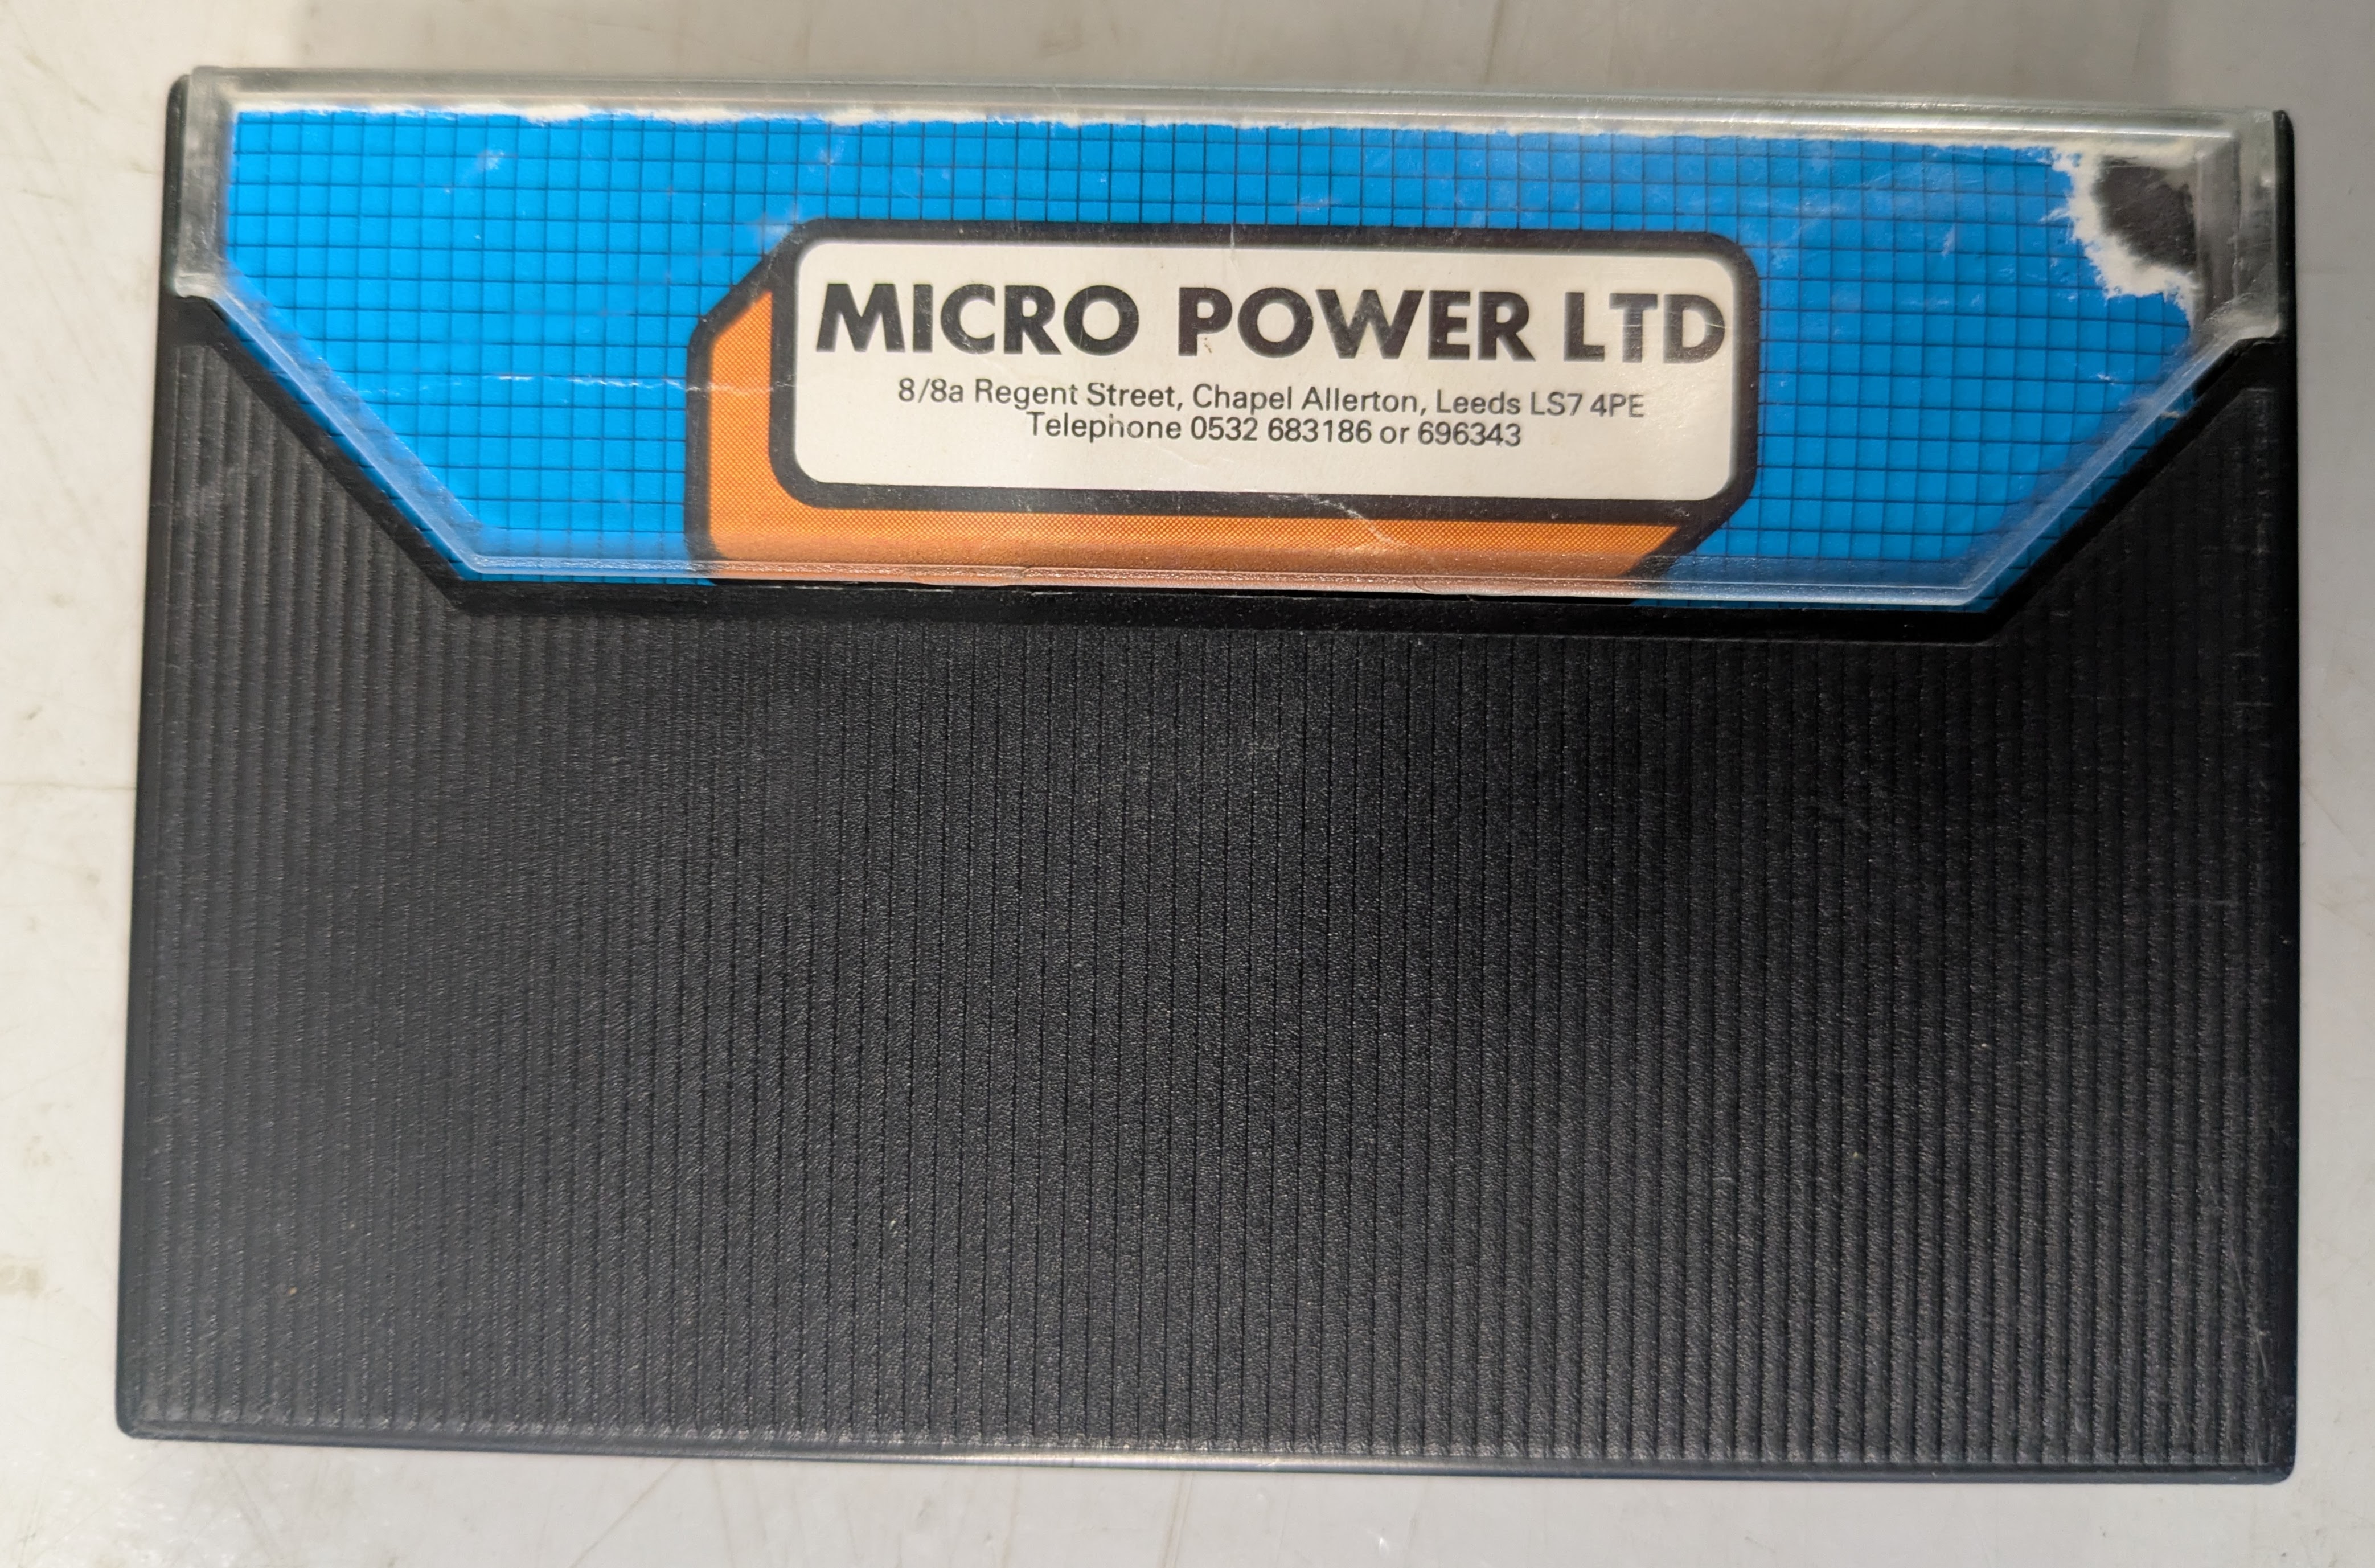 MICRO POWER LTD
8/8a Regent Street, Chapel Allerton, Leeds LS7 4PE
Telephone 0532 683186 or 696343